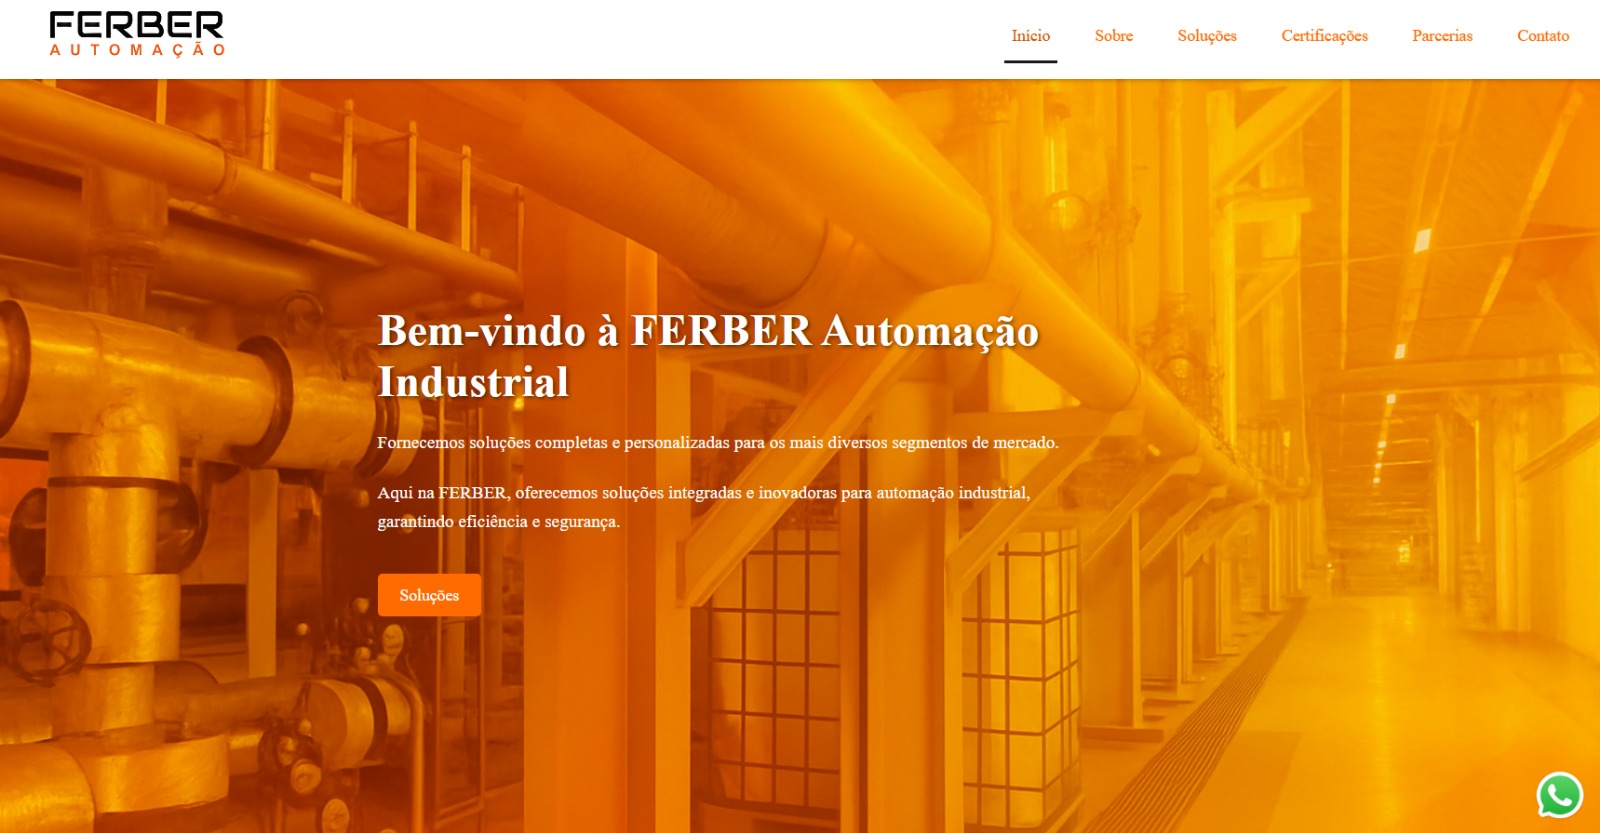 FERBER
AUTOMAÇÃO
Inicio
Sobre
Soluções
Certificações
Parcerias
Contato
Bem-vindo à FERBER Automação
Industrial
Fornecemos soluções completas e personalizadas para os mais diversos segmentos de mercado.
Aqui na FERBER, oferecemos soluções integradas e inovadoras para automação industrial,
garantindo eficiência e segurança.
Soluções